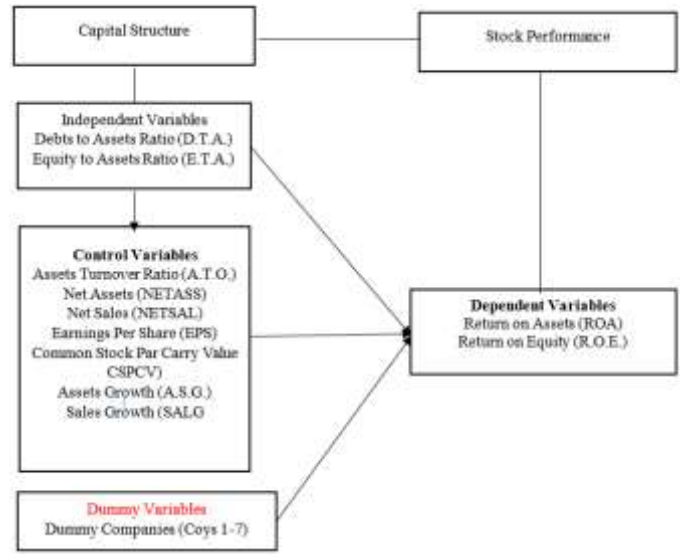 Capital Structure
Stock Performance
Independent Variables
Debts to Assets Ratio (D.T.A.)
Equity to Assets Ratio (E.T.A.)
Control Variables
Assets Turnover Ratio (A.T.O.)
Net Assets (NETASS)
Net Sales (NETSAL)
Earnings Per Share (EPS)
Common Stock Par Carry Value
CSPCV)
Assets Growth (A.S.G.)
Sales Growth (SALG
Dependent Variables
Return on Assets (ROA)
Return on Equity (R.O.E.)
Dummy Variables
Dummy Companies (Coys 1-7)